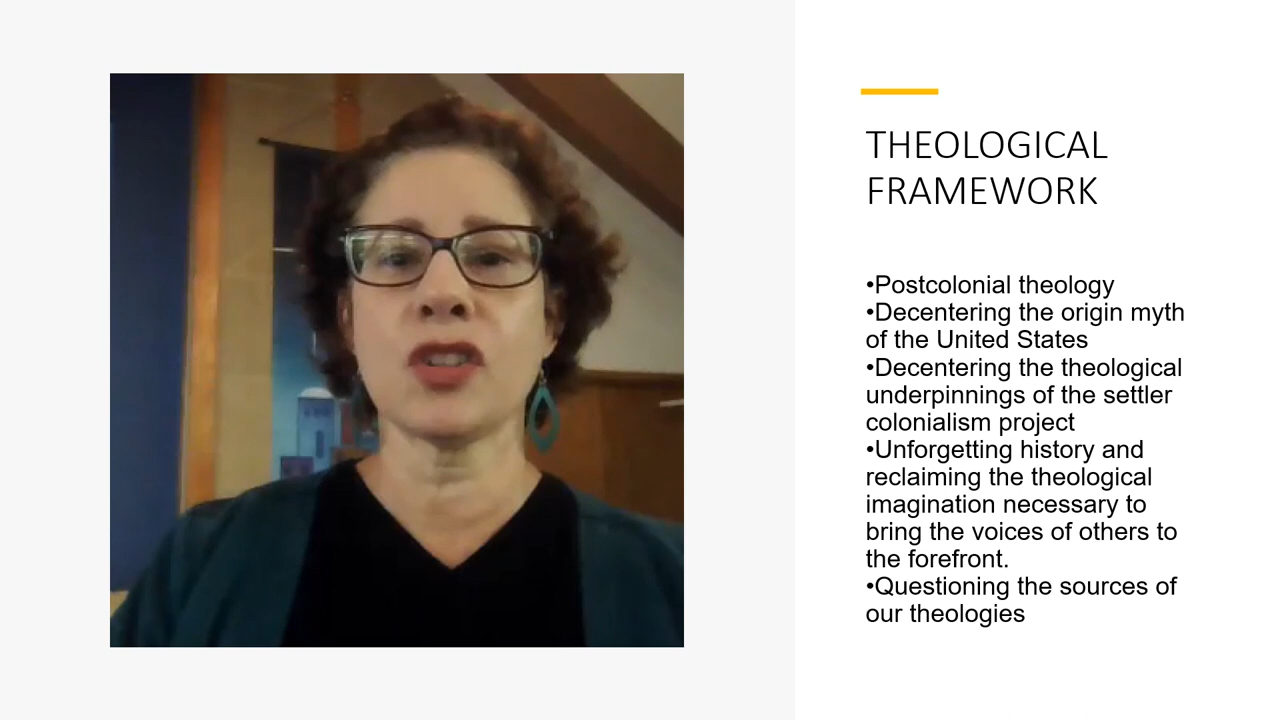 THEOLOGICAL
FRAMEWORK
•Postcolonial theology
•Decentering the origin myth
of the United States
•Decentering the theological
underpinnings of the settler
colonialism project
•Unforgetting history and
reclaiming the theological
imagination necessary to
bring the voices of others to
the forefront.
•Questioning the sources of
our theologies